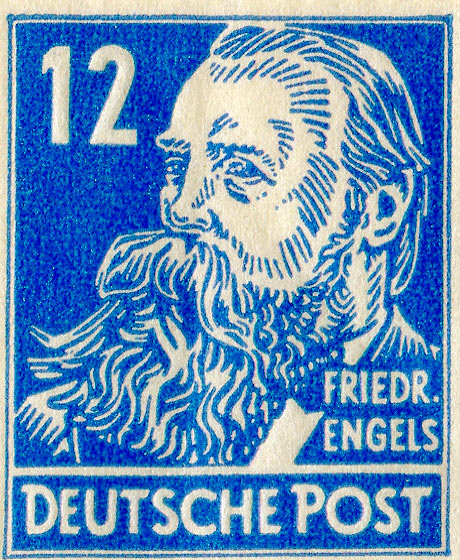 12
FRIEDR.
ENGELS
DEUTSCHE POST